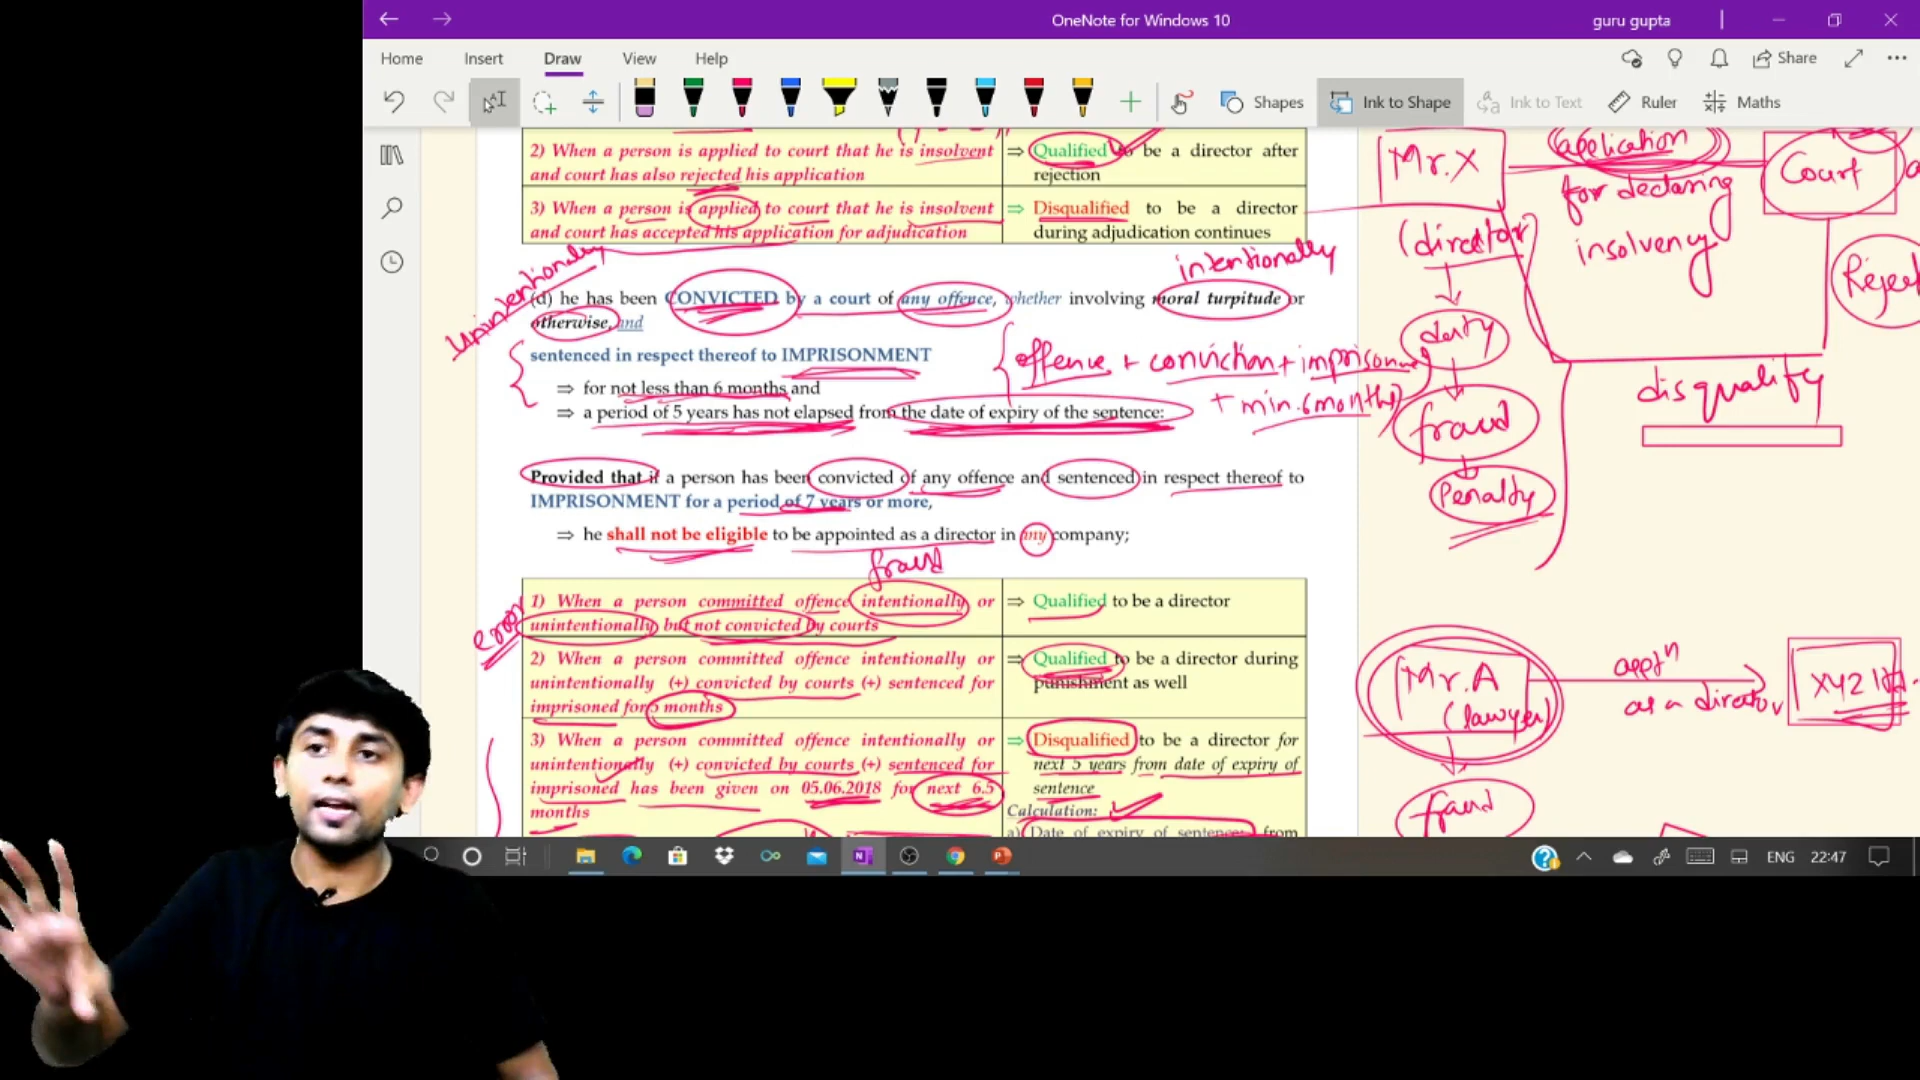 OneNote for Windows 10
guru gupta
Home Insert Draw View Help
Share
Shapes
Ink to Shape
Ink to Text
Ruler
Maths
2) When a person is applied to court that he is insolvent
and court has also rejected his application
⇒ Qualified to be a director after
rejection
3) When a person is applied to court that he is insolvent
and court has accepted his application for adjudication
⇒ Disqualified to be a director
during adjudication continues
unintentionally
intentionally
(d) he has been CONVICTED by a court of any offence, whether involving moral turpitude or
otherwise, and
sentenced in respect thereof to IMPRISONMENT
⇒ for not less than 6 months and
⇒ a period of 5 years has not elapsed from the date of expiry of the sentence:
offence + conviction + imprisonme
+ min. 6 months
Provided that if a person has been convicted of any offence and sentenced in respect thereof to
IMPRISONMENT for a period of 7 years or more,
⇒ he shall not be eligible to be appointed as a director in any company;
fraud
error
1) When a person committed offence intentionally or
unintentionally but not convicted by courts
⇒ Qualified to be a director
2) When a person committed offence intentionally or
unintentionally (+) convicted by courts (+) sentenced for
imprisoned for 5 months
⇒ Qualified to be a director during
punishment as well
3) When a person committed offence intentionally or
unintentionally (+) convicted by courts (+) sentenced for
imprisoned has been given on 05.06.2018 for next 6.5
months
⇒ Disqualified to be a director for
next 5 years from date of expiry of
sentence
Calculation:
a) Date of expiry of sentence: from
Mr. X
application
for declaring
insolvency
Court
(director)
Reject
duty
fraud
Penalty
disqualify
Mr. A
(lawyer)
apptn
as a director
XYZ ltd.
fraud
ENG 22:47